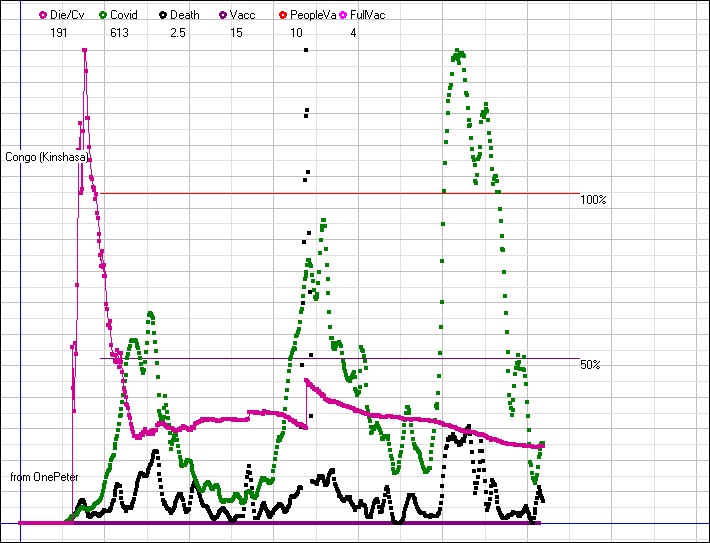 Die/Cv Covid Death Vacc PeopleVa FullVac
191 613 2.5 15 10 4
Congo (Kinshasa)
100%
50%
from OnePeter